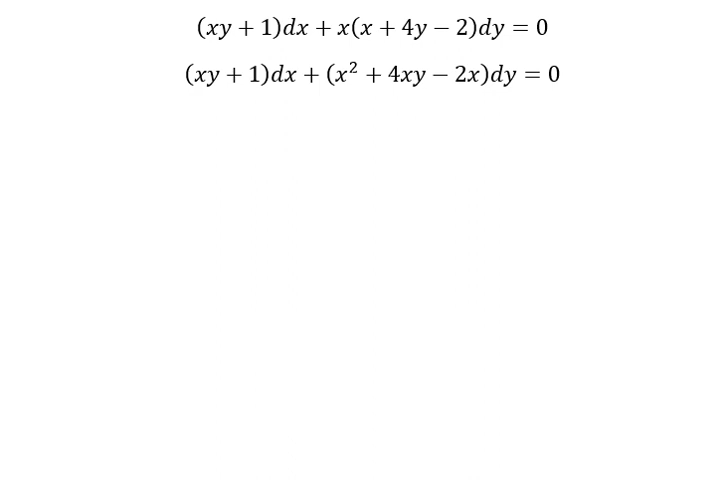 (xy + 1)dx + x(x + 4y − 2)dy = 0
(xy + 1)dx + (x² + 4xy − 2x)dy = 0